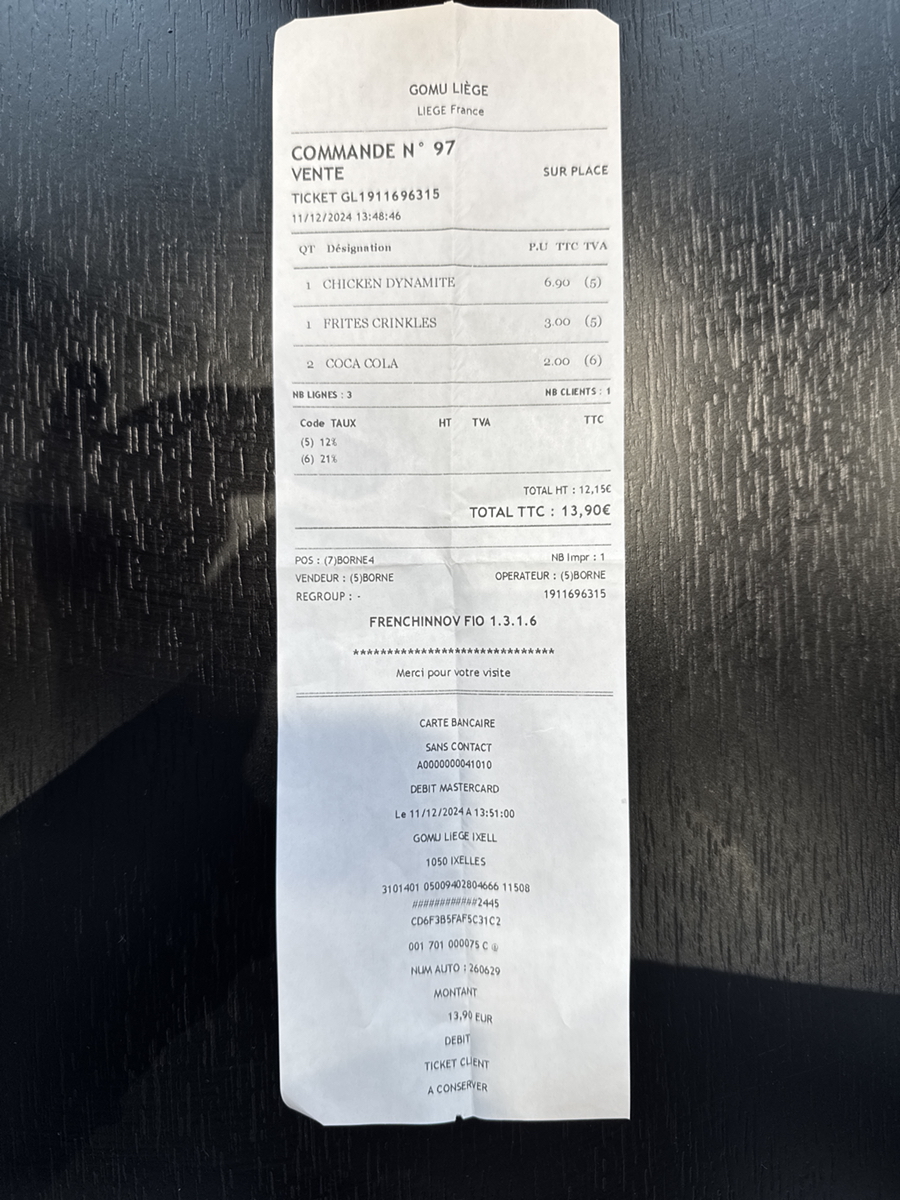 GOMU LIÈGE
LIEGE France
COMMANDE N° 97
VENTE SUR PLACE
TICKET GL1911696315
11/12/2024 13:48:46
QT Désignation P.U TTC TVA
1 CHICKEN DYNAMITE 6.90 (5)
1 FRITES CRINKLES 3.00 (5)
2 COCA COLA 2.00 (6)
NB LIGNES : 3 NB CLIENTS : 1
Code TAUX HT TVA TTC
(5) 12%
(6) 21%
TOTAL HT : 12,15€
TOTAL TTC : 13,90€
POS : (7)BORNE4 NB Impr : 1
VENDEUR : (5)BORNE OPERATEUR : (5)BORNE
REGROUP : - 1911696315
FRENCHINNOV FIO 1.3.1.6
******************************
Merci pour votre visite
CARTE BANCAIRE
SANS CONTACT
A0000000041010
DEBIT MASTERCARD
Le 11/12/2024 A 13:51:00
GOMU LIEGE IXELL
1050 IXELLES
3101401 05009402804666 11508
############2445
CD6F3B5FAF5C31C2
001 701 000075 C @
NUM AUTO : 260629
MONTANT
13,90 EUR
DEBIT
TICKET CLIENT
A CONSERVER